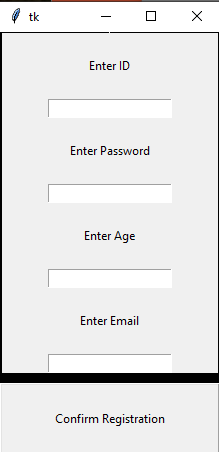 tk
Enter ID
Enter Password
Enter Age
Enter Email
Confirm Registration